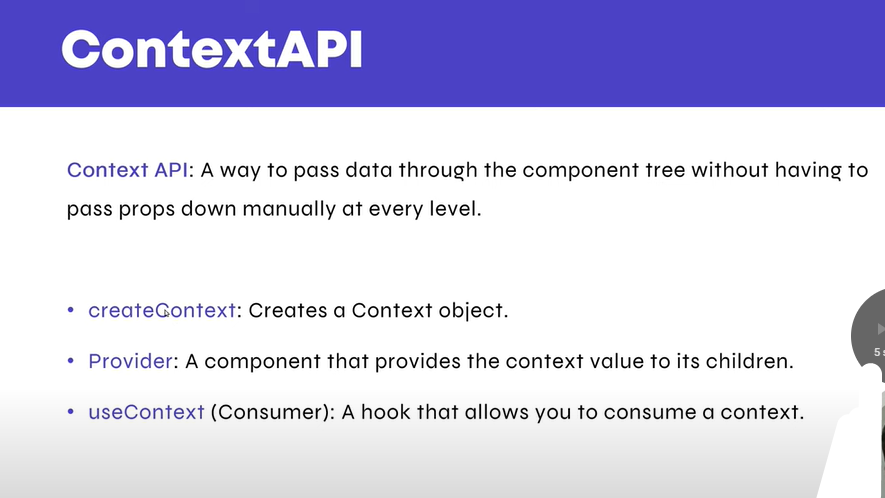 ContextAPI
Context API: A way to pass data through the component tree without having to
pass props down manually at every level.
• createContext: Creates a Context object.
• Provider: A component that provides the context value to its children.
• useContext (Consumer): A hook that allows you to consume a context.